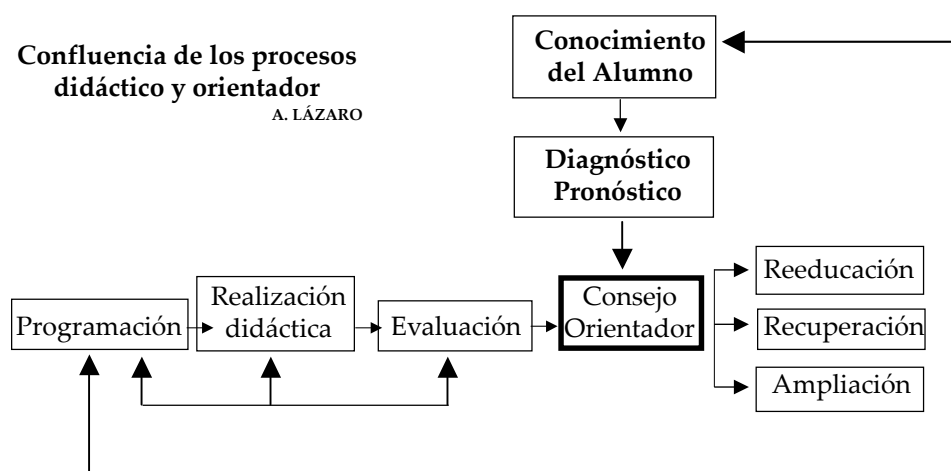 Confluencia de los procesos
didáctico y orientador
A. LÁZARO
Conocimiento
del Alumno
Diagnóstico
Pronóstico
Programación
Realización
didáctica
Evaluación
Consejo
Orientador
Reeducación
Recuperación
Ampliación